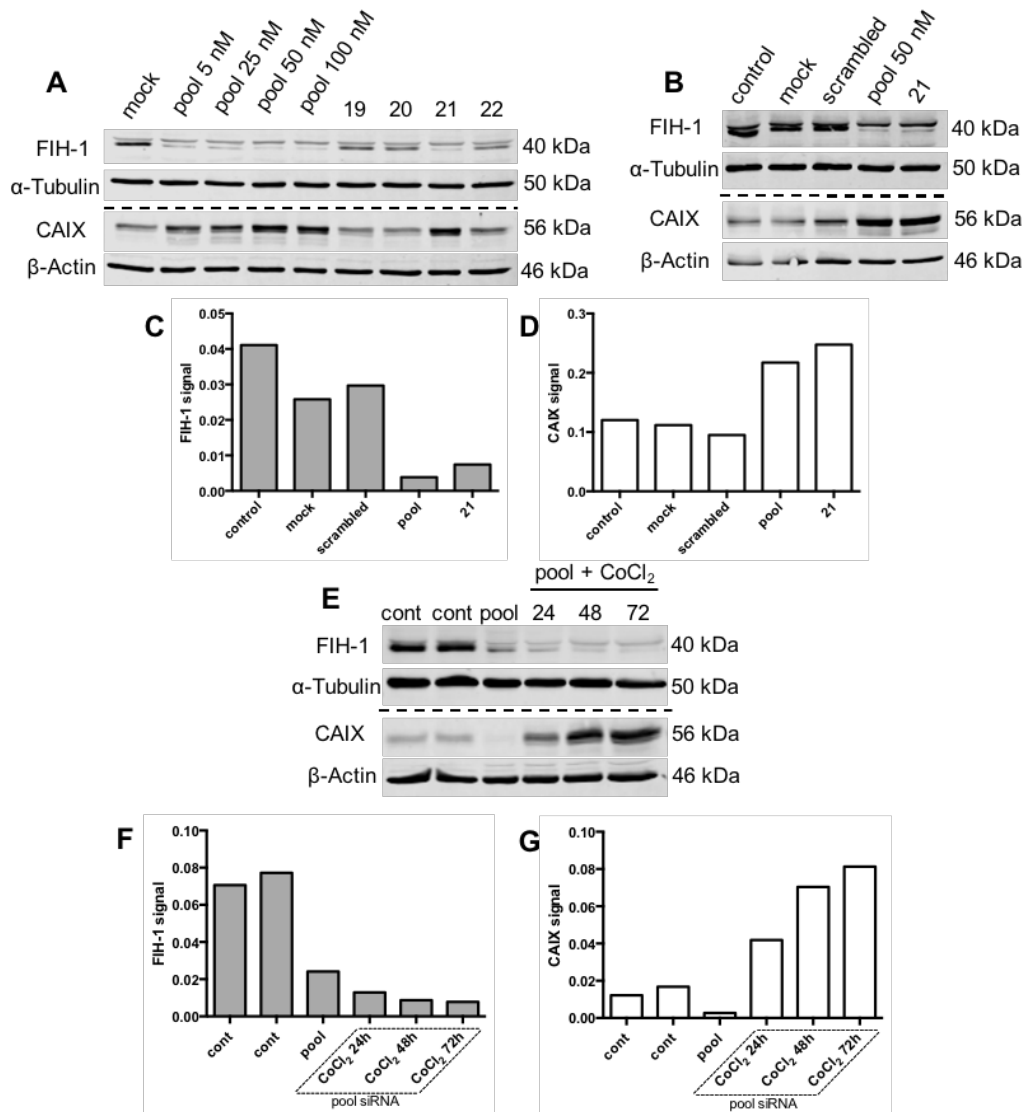 A
mock
pool 5 nM
pool 25 nM
pool 50 nM
pool 100 nM
19 20 21 22
FIH-1 40 kDa
α-Tubulin 50 kDa
CAIX 56 kDa
β-Actin 46 kDa
B
control
mock
scrambled
pool 50 nM
21
FIH-1 40 kDa
α-Tubulin 50 kDa
CAIX 56 kDa
β-Actin 46 kDa
C
FIH-1 signal
0.05
0.04
0.03
0.02
0.01
0.00
control
mock
scrambled
pool
21
D
CAIX signal
0.3
0.2
0.1
0.0
control
mock
scrambled
pool
21
E
pool + CoCl₂
cont cont pool 24 48 72
FIH-1 40 kDa
α-Tubulin 50 kDa
CAIX 56 kDa
β-Actin 46 kDa
F
FIH-1 signal
0.10
0.08
0.06
0.04
0.02
0.00
cont
cont
pool
CoCl₂ 24h
CoCl₂ 48h
CoCl₂ 72h
pool siRNA
G
CAIX signal
0.10
0.08
0.06
0.04
0.02
0.00
cont
cont
pool
CoCl₂ 24h
CoCl₂ 48h
CoCl₂ 72h
pool siRNA